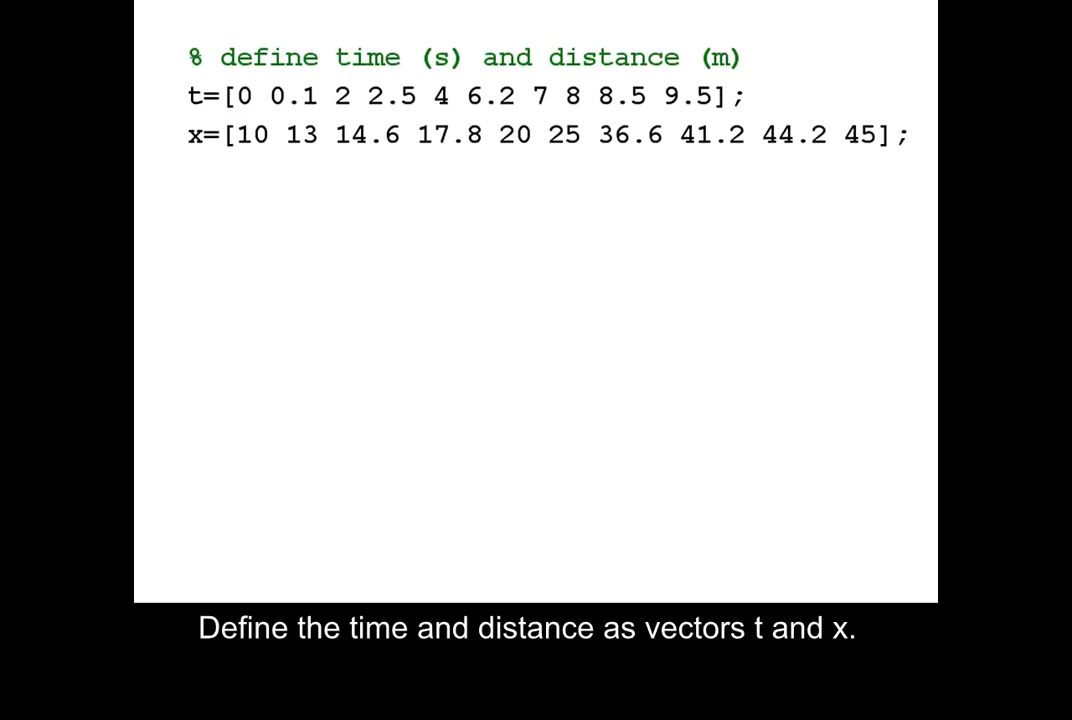 % define time (s) and distance (m)
t=[0 0.1 2 2.5 4 6.2 7 8 8.5 9.5];
x=[10 13 14.6 17.8 20 25 36.6 41.2 44.2 45];
Define the time and distance as vectors t and x.